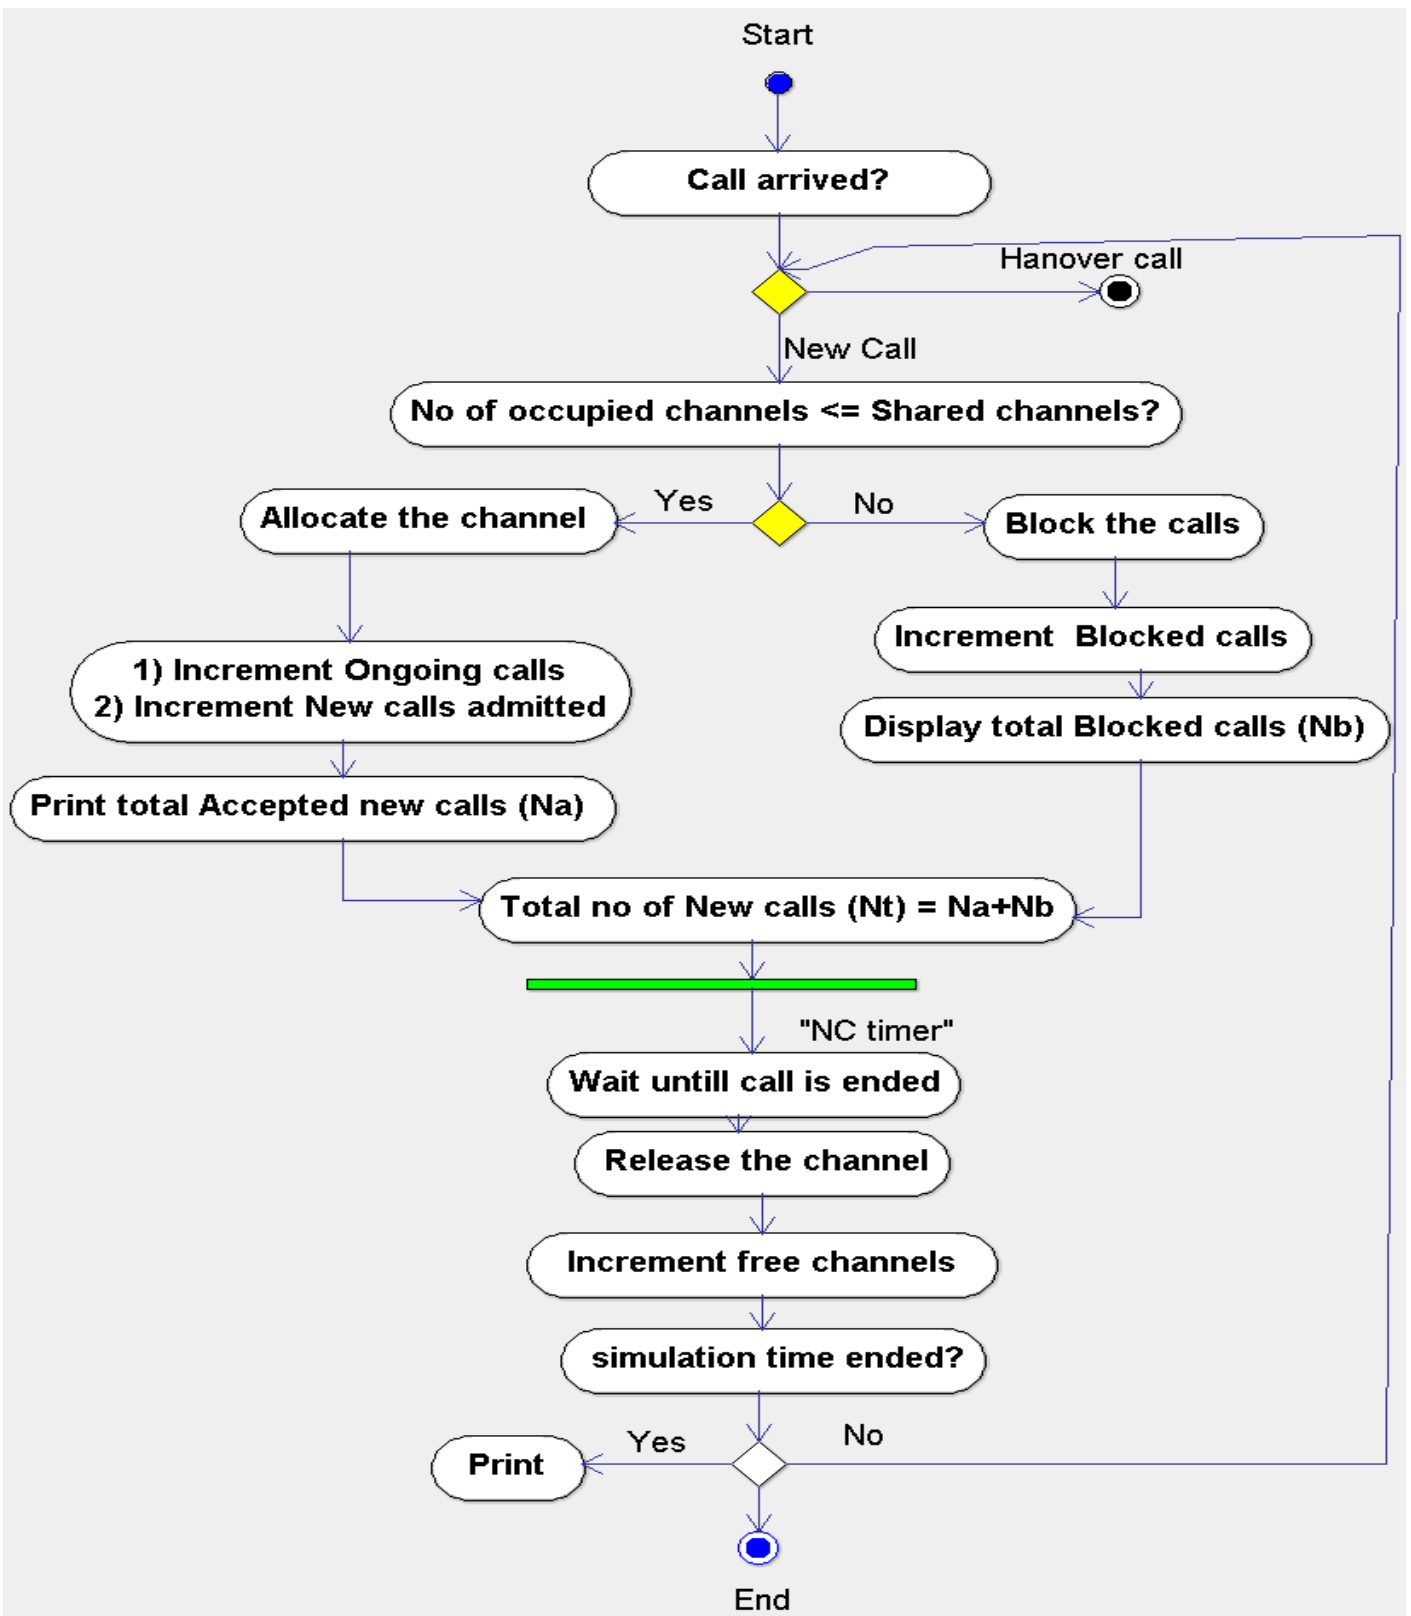 Start
Call arrived?
Hanover call
New Call
No of occupied channels <= Shared channels?
Yes
No
Allocate the channel
Block the calls
Increment  Blocked calls
1) Increment Ongoing calls
2) Increment New calls admitted
Display total Blocked calls (Nb)
Print total Accepted new calls (Na)
Total no of New calls (Nt) = Na+Nb
"NC timer"
Wait untill call is ended
Release the channel
Increment free channels
simulation time ended?
Yes
No
Print
End